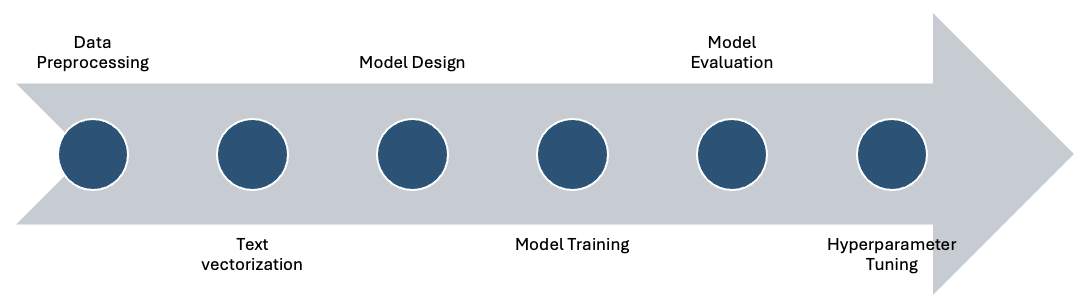 Data
Preprocessing
Text
vectorization
Model Design
Model Training
Model
Evaluation
Hyperparameter
Tuning